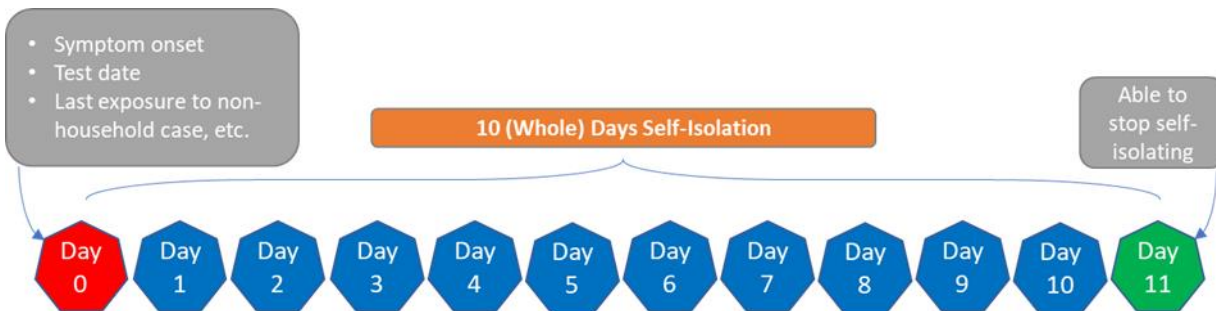 • Symptom onset
• Test date
• Last exposure to non-
household case, etc.
10 (Whole) Days Self-Isolation
Able to
stop self-
isolating
Day
0
Day
1
Day
2
Day
3
Day
4
Day
5
Day
6
Day
7
Day
8
Day
9
Day
10
Day
11